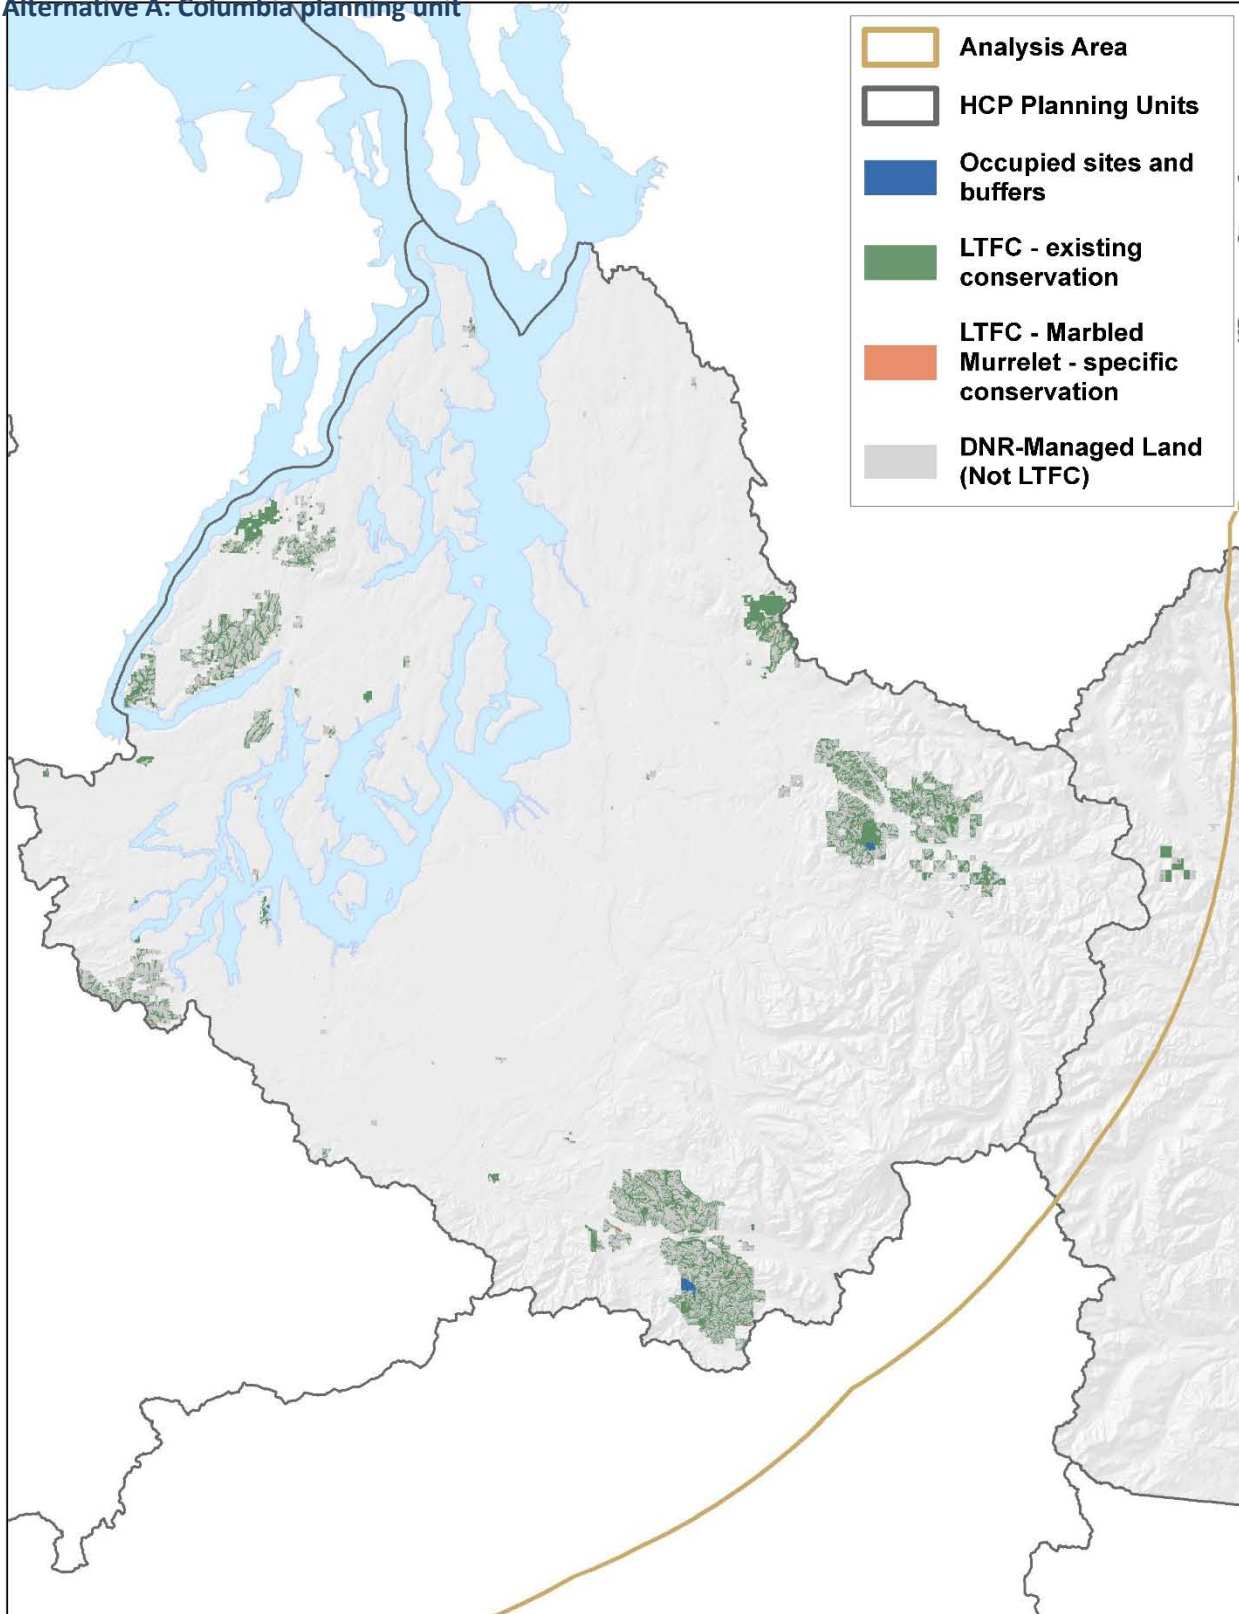 Alternative A: Columbia planning unit
Analysis Area
HCP Planning Units
Occupied sites and
buffers
LTFC - existing
conservation
LTFC - Marbled
Murrelet - specific
conservation
DNR-Managed Land
(Not LTFC)